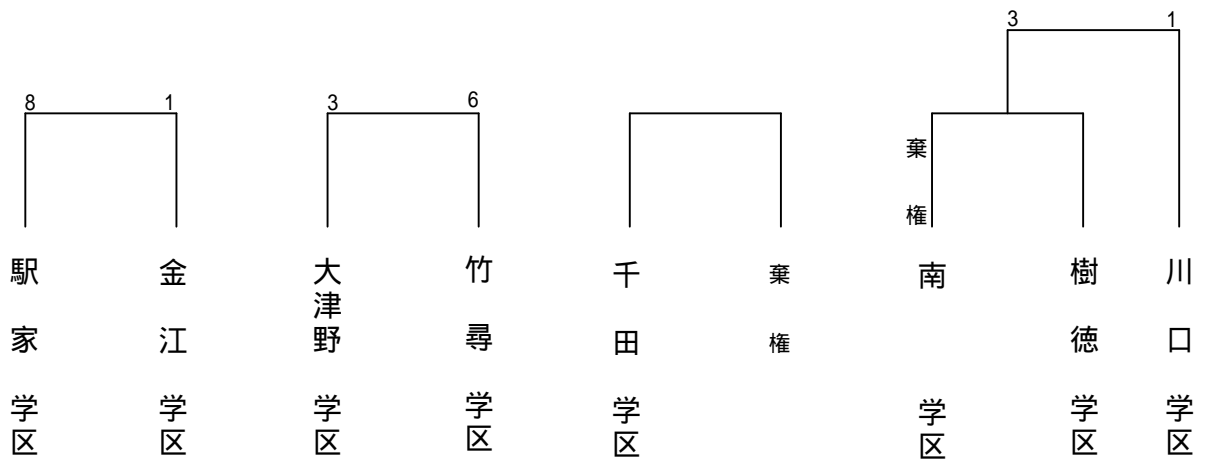 3 1
8 1 3 6
棄権
駅家学区
金江学区
大津野学区
竹尋学区
千田学区
棄権
南学区
樹徳学区
川口学区